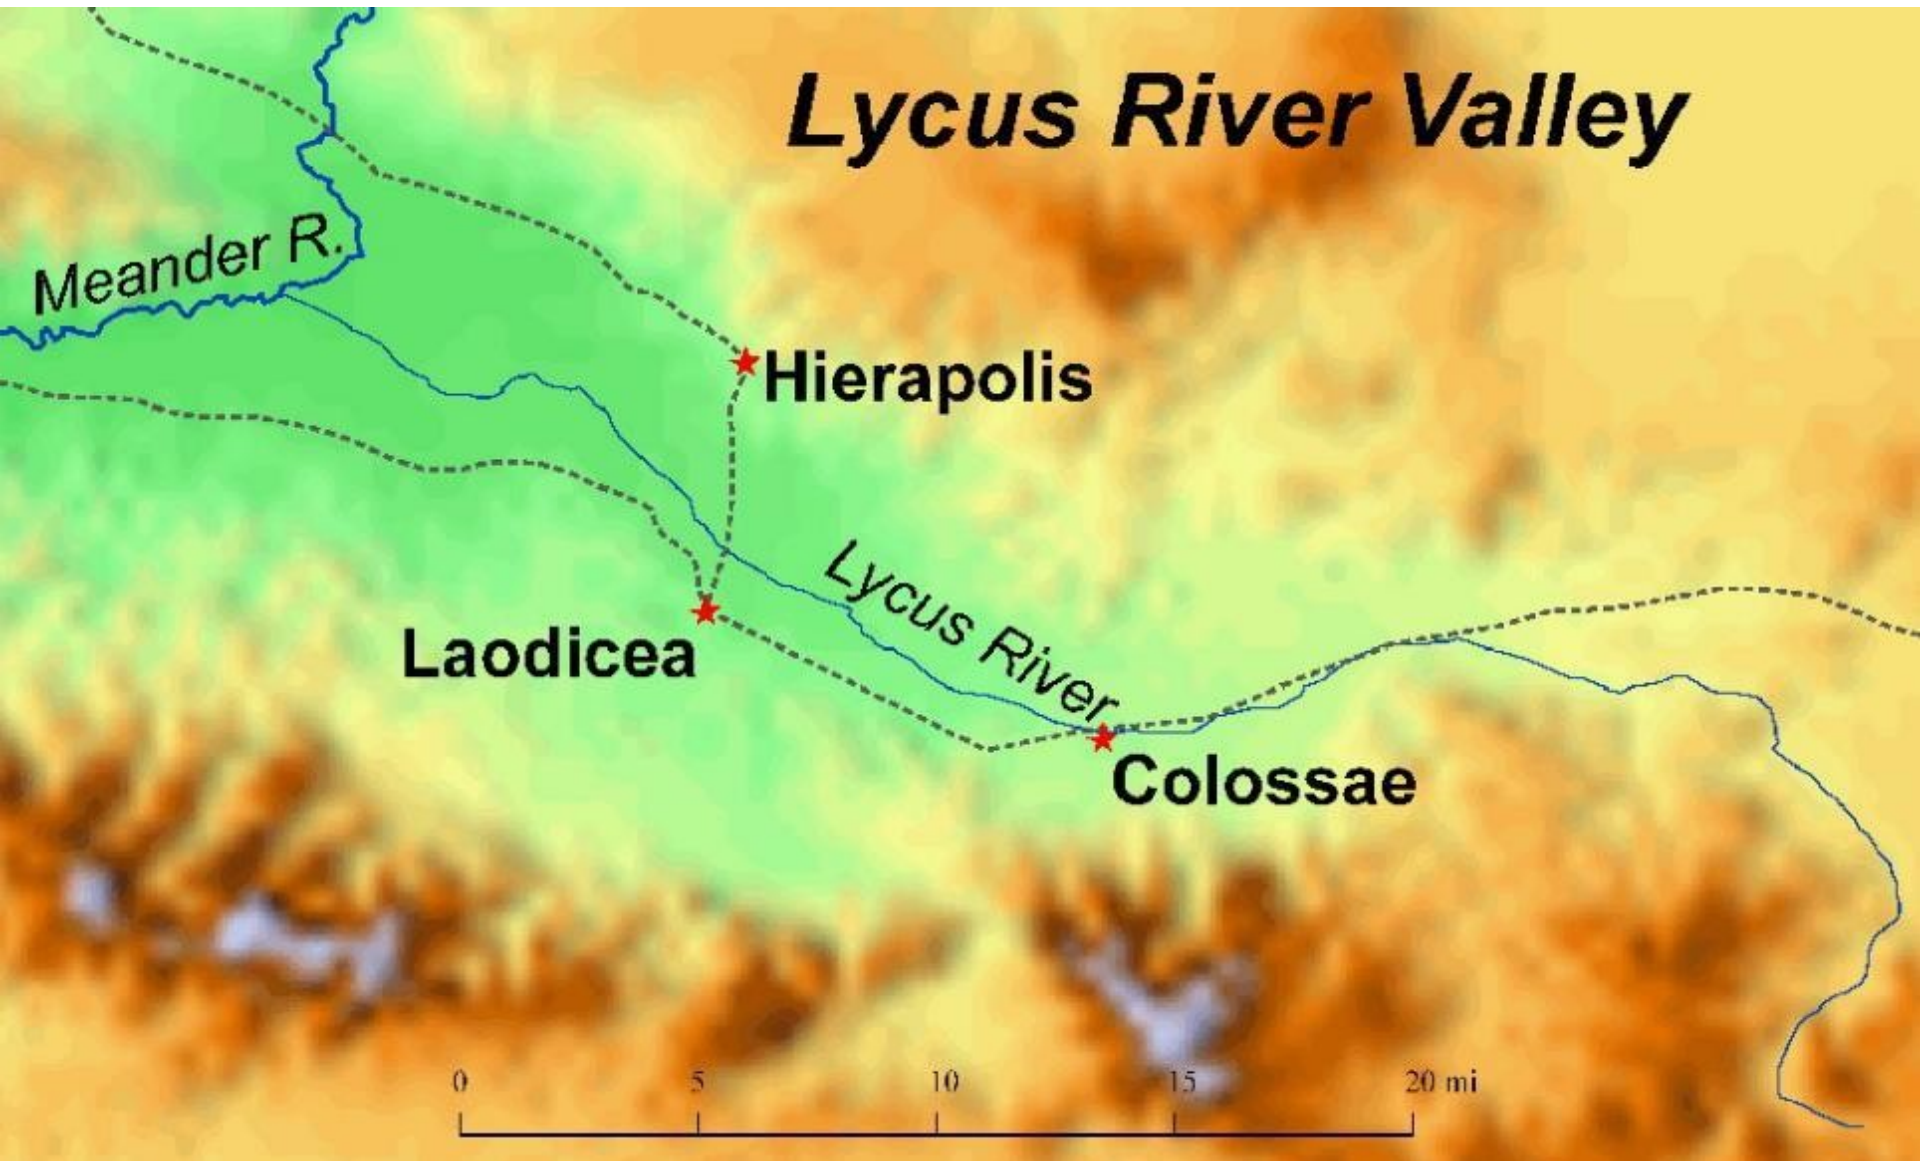 Lycus River Valley
Meander R.
Hierapolis
Lycus River
Laodicea
Colossae
0 5 10 15 20 mi